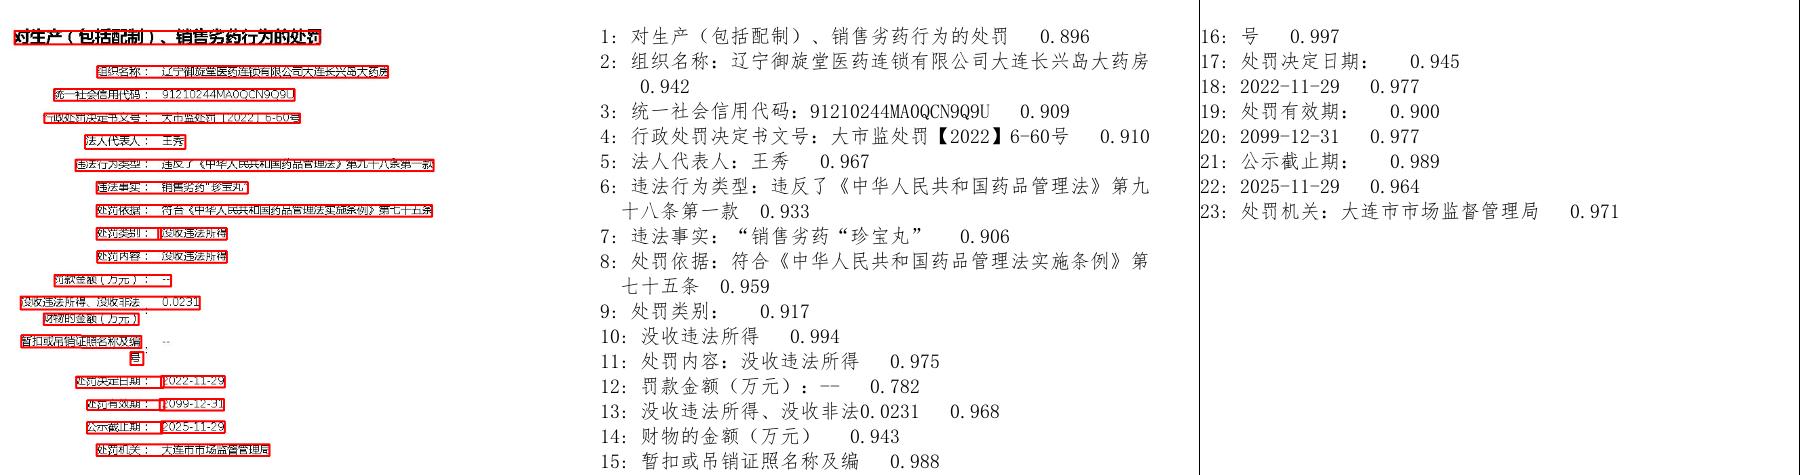 对生产（包括配制）、销售劣药行为的处罚
组织名称： 辽宁御旋堂医药连锁有限公司大连长兴岛大药房
统一社会信用代码： 91210244MA0QCN9Q9U
行政处罚决定书文号： 大市监处罚【2022】6-60号
法人代表人： 王秀
违法行为类型： 违反了《中华人民共和国药品管理法》第九十八条第一款
违法事实： 销售劣药“珍宝丸”
处罚依据： 符合《中华人民共和国药品管理法实施条例》第七十五条
处罚类别： 没收违法所得
处罚内容： 没收违法所得
罚款金额（万元）： --
没收违法所得、没收非法 0.0231
财物的金额（万元）：
暂扣或吊销证照名称及编 --
号：
处罚决定日期： 2022-11-29
处罚有效期： 2099-12-31
公示截止期： 2025-11-29
处罚机关： 大连市市场监督管理局
1: 对生产（包括配制）、销售劣药行为的处罚 0.896
2: 组织名称：辽宁御旋堂医药连锁有限公司大连长兴岛大药房
0.942
3: 统一社会信用代码：91210244MA0QCN9Q9U 0.909
4: 行政处罚决定书文号：大市监处罚【2022】6-60号 0.910
5: 法人代表人：王秀 0.967
6: 违法行为类型：违反了《中华人民共和国药品管理法》第九
十八条第一款 0.933
7: 违法事实：“销售劣药“珍宝丸” 0.906
8: 处罚依据：符合《中华人民共和国药品管理法实施条例》第
七十五条 0.959
9: 处罚类别： 0.917
10: 没收违法所得 0.994
11: 处罚内容：没收违法所得 0.975
12: 罚款金额（万元）：-- 0.782
13: 没收违法所得、没收非法0.0231 0.968
14: 财物的金额（万元） 0.943
15: 暂扣或吊销证照名称及编 0.988
16: 号 0.997
17: 处罚决定日期： 0.945
18: 2022-11-29 0.977
19: 处罚有效期： 0.900
20: 2099-12-31 0.977
21: 公示截止期： 0.989
22: 2025-11-29 0.964
23: 处罚机关：大连市市场监督管理局 0.971